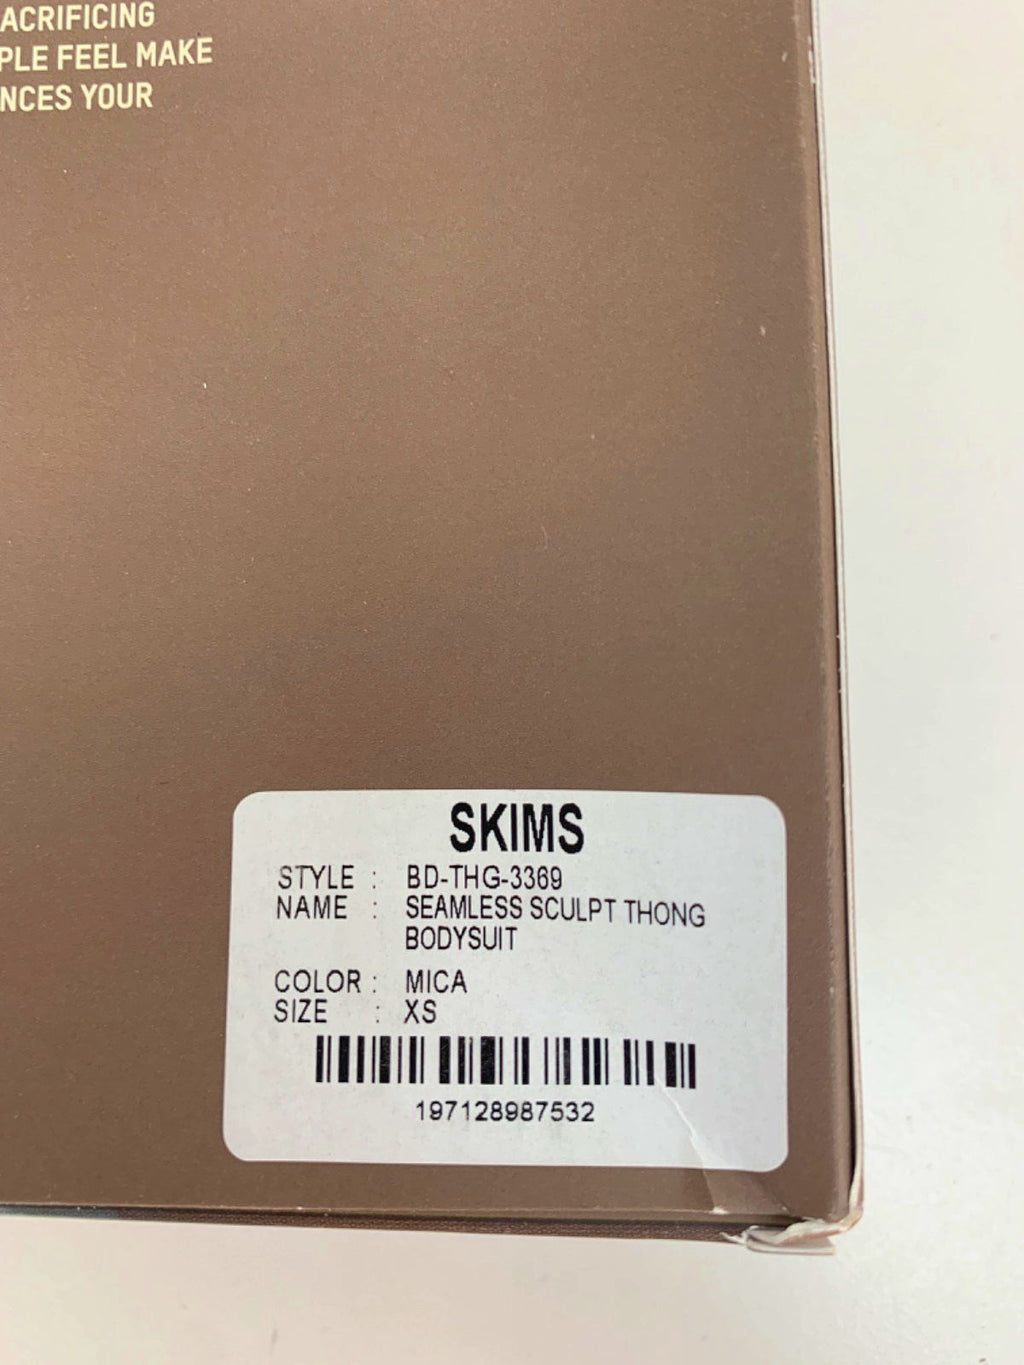 ACRIFICING
PLE FEEL MAKE
NCES YOUR
SKIMS
STYLE : BD-THG-3369
NAME : SEAMLESS SCULPT THONG
BODYSUIT
COLOR : MICA
SIZE : XS
197128987532